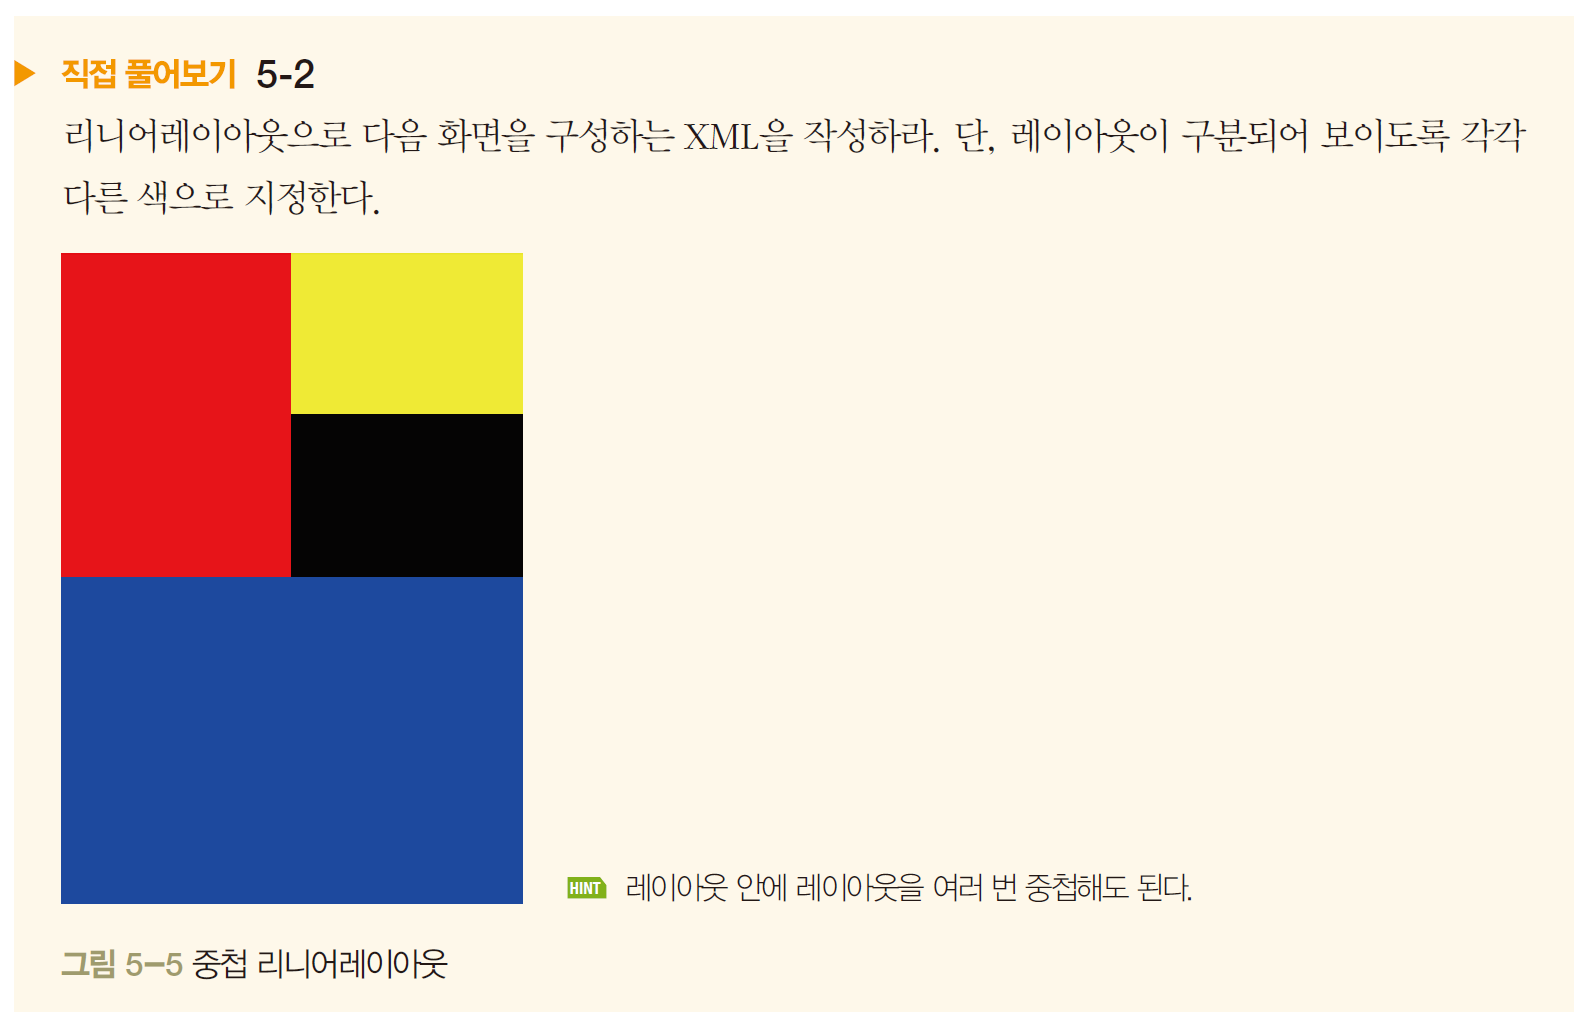 직접 풀어보기 5-2
리니어레이아웃으로 다음 화면을 구성하는 XML을 작성하라. 단, 레이아웃이 구분되어 보이도록 각각
다른 색으로 지정한다.
HINT 레이아웃 안에 레이아웃을 여러 번 중첩해도 된다.
그림 5-5 중첩 리니어레이아웃